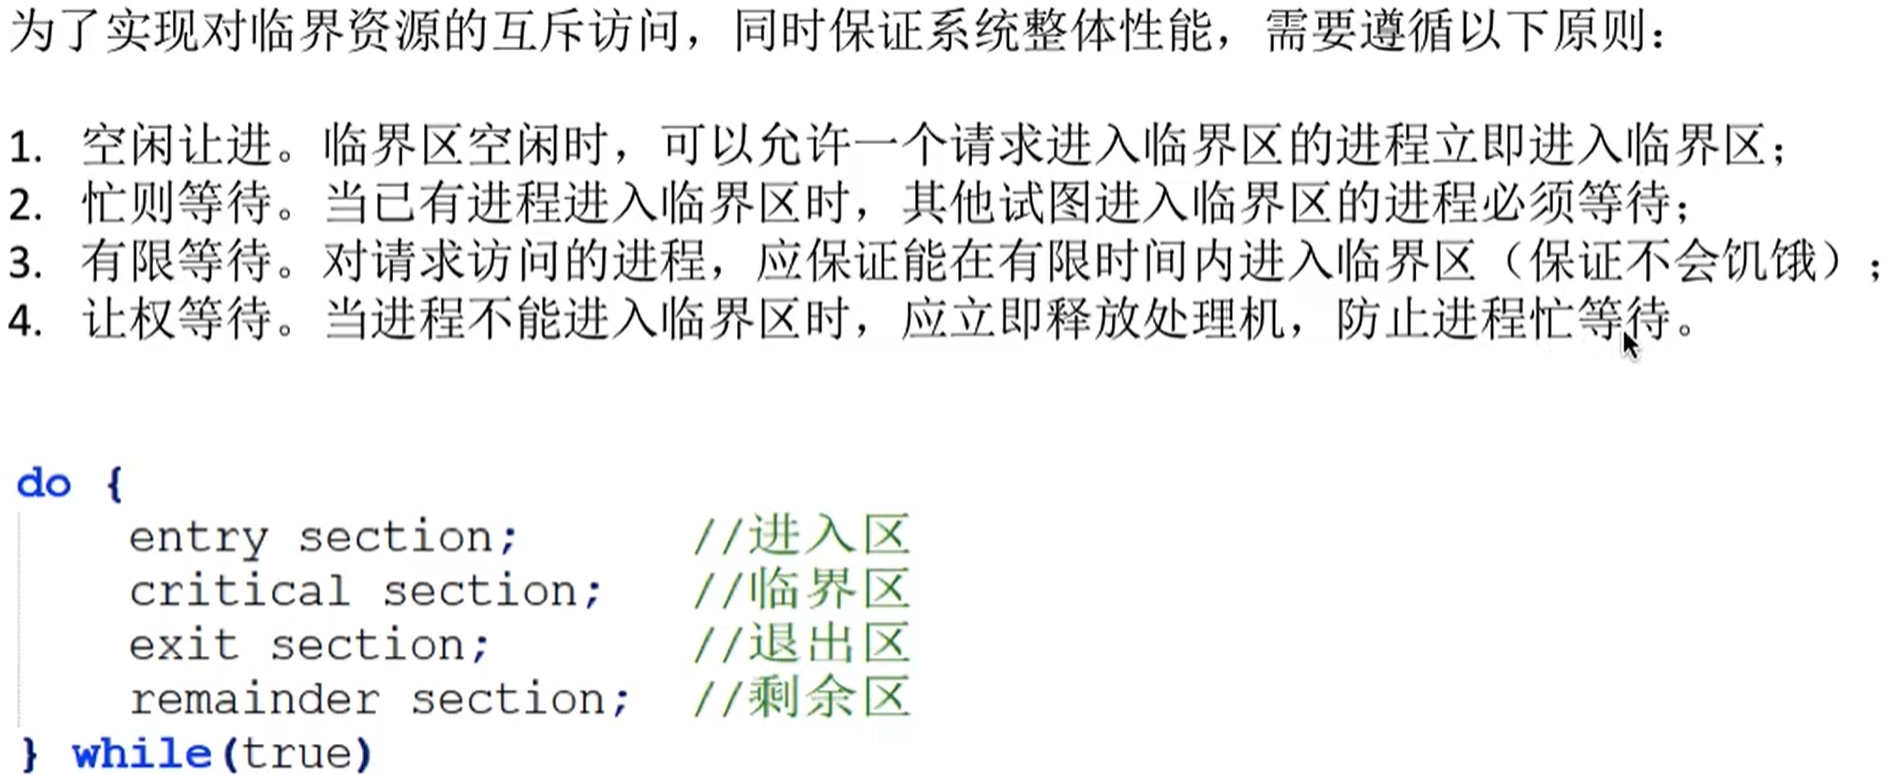 为了实现对临界资源的互斥访问，同时保证系统整体性能，需要遵循以下原则：
1. 空闲让进。临界区空闲时，可以允许一个请求进入临界区的进程立即进入临界区；
2. 忙则等待。当已有进程进入临界区时，其他试图进入临界区的进程必须等待；
3. 有限等待。对请求访问的进程，应保证能在有限时间内进入临界区（保证不会饥饿）；
4. 让权等待。当进程不能进入临界区时，应立即释放处理机，防止进程忙等待。
do {
entry section; //进入区
critical section; //临界区
exit section; //退出区
remainder section; //剩余区
} while(true)